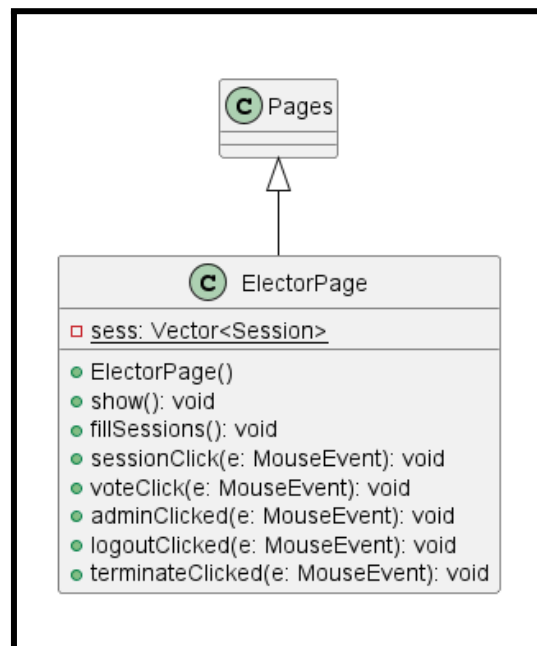 C Pages
C ElectorPage
sess: Vector<Session>
ElectorPage()
show(): void
fillSessions(): void
sessionClick(e: MouseEvent): void
voteClick(e: MouseEvent): void
adminClicked(e: MouseEvent): void
logoutClicked(e: MouseEvent): void
terminateClicked(e: MouseEvent): void